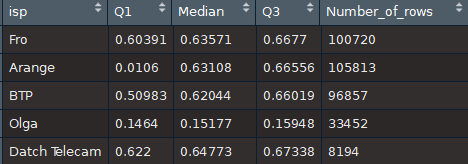 isp Q1 Median Q3 Number_of_rows
Fro 0.60391 0.63571 0.6677 100720
Arange 0.0106 0.63108 0.66556 105813
BTP 0.50983 0.62044 0.66019 96857
Olga 0.1464 0.15177 0.15948 33452
Datch Telecam 0.622 0.64773 0.67338 8194